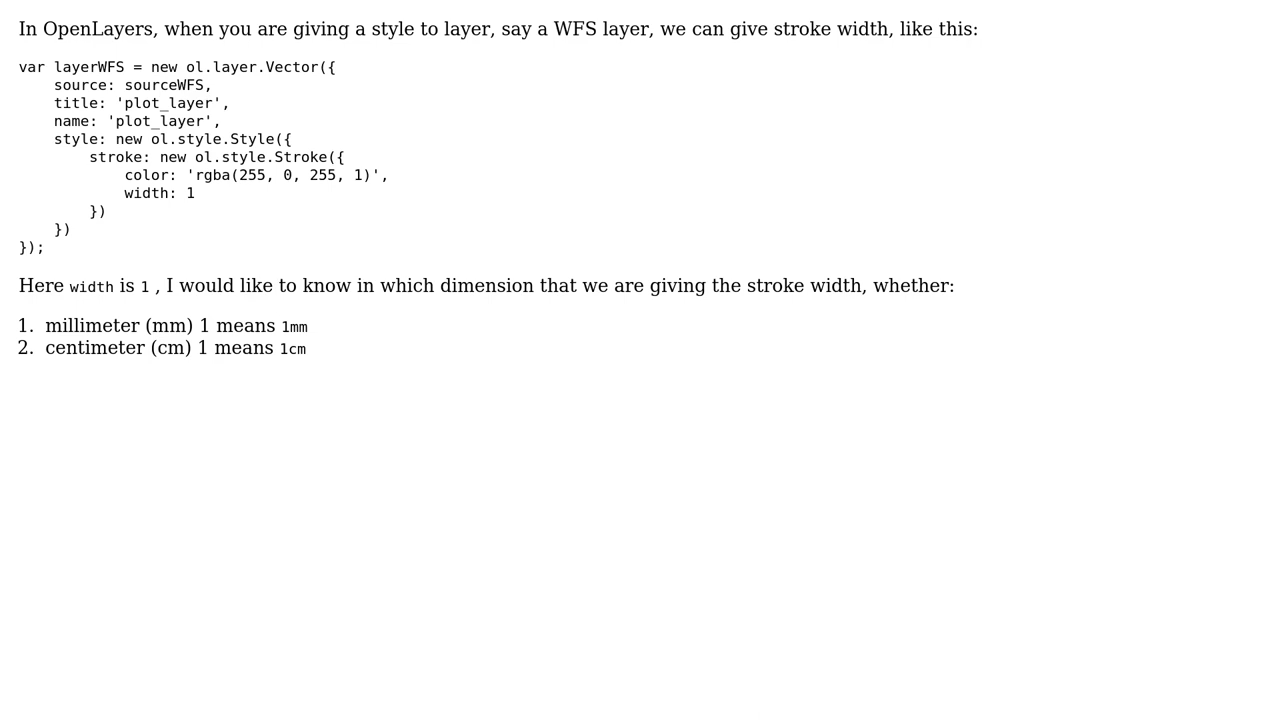 In OpenLayers, when you are giving a style to layer, say a WFS layer, we can give stroke width, like this:
var layerWFS = new ol.layer.Vector({
    source: sourceWFS,
    title: 'plot_layer',
    name: 'plot_layer',
    style: new ol.style.Style({
        stroke: new ol.style.Stroke({
            color: 'rgba(255, 0, 255, 1)',
            width: 1
        })
    })
});
Here width is 1 , I would like to know in which dimension that we are giving the stroke width, whether:
1. millimeter (mm) 1 means 1mm
2. centimeter (cm) 1 means 1cm